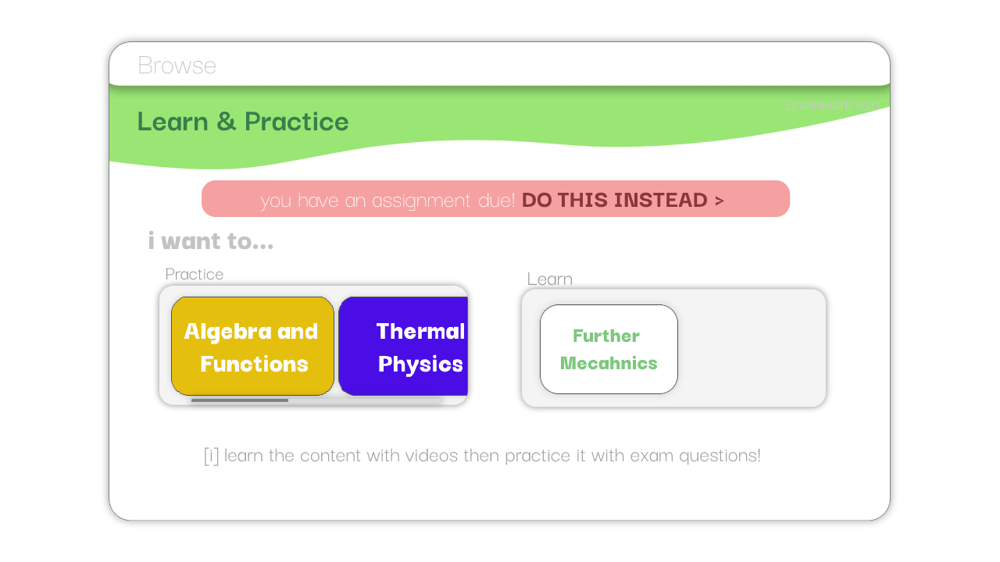 Browse
Learn & Practice
LEARNMATE V0.0
you have an assignment due! DO THIS INSTEAD >
i want to...
Practice
Algebra and
Functions
Thermal
Physics
Learn
Further
Mecahnics
[i] learn the content with videos then practice it with exam questions!